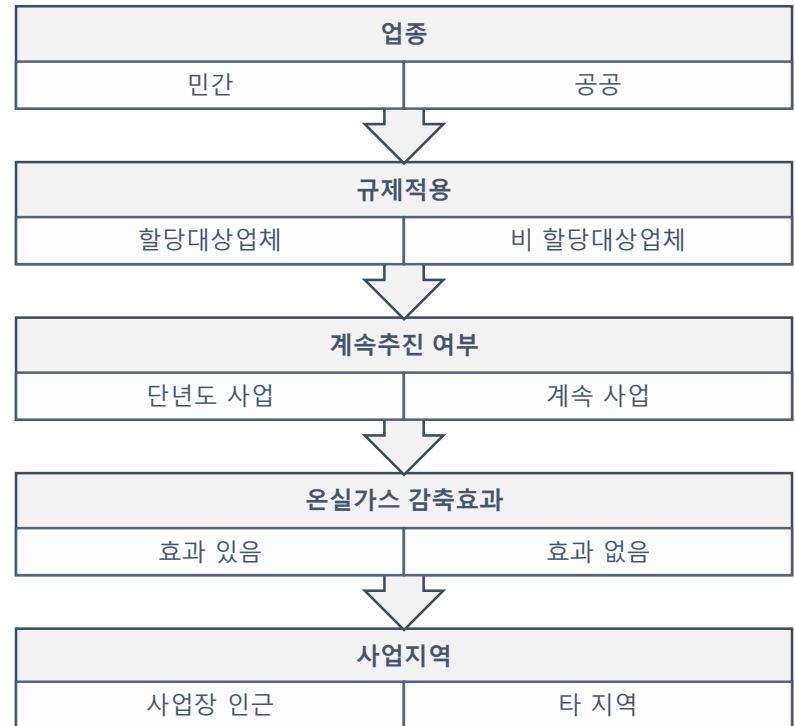 업종
민간 공공
규제적용
할당대상업체 비 할당대상업체
계속추진 여부
단년도 사업 계속 사업
온실가스 감축효과
효과 있음 효과 없음
사업지역
사업장 인근 타 지역